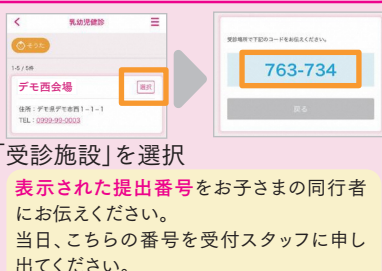 乳幼児健診
そうた
1-5 / 5件
デモ西会場
選択
住所：デモ県デモ市西1-1-1
TEL：0999-99-0003
受診場所で下記のコードをお伝えください。
763-734
戻る
「受診施設」を選択
表示された提出番号をお子さまの同行者
にお伝えください。
当日、こちらの番号を受付スタッフに申し
出てください。